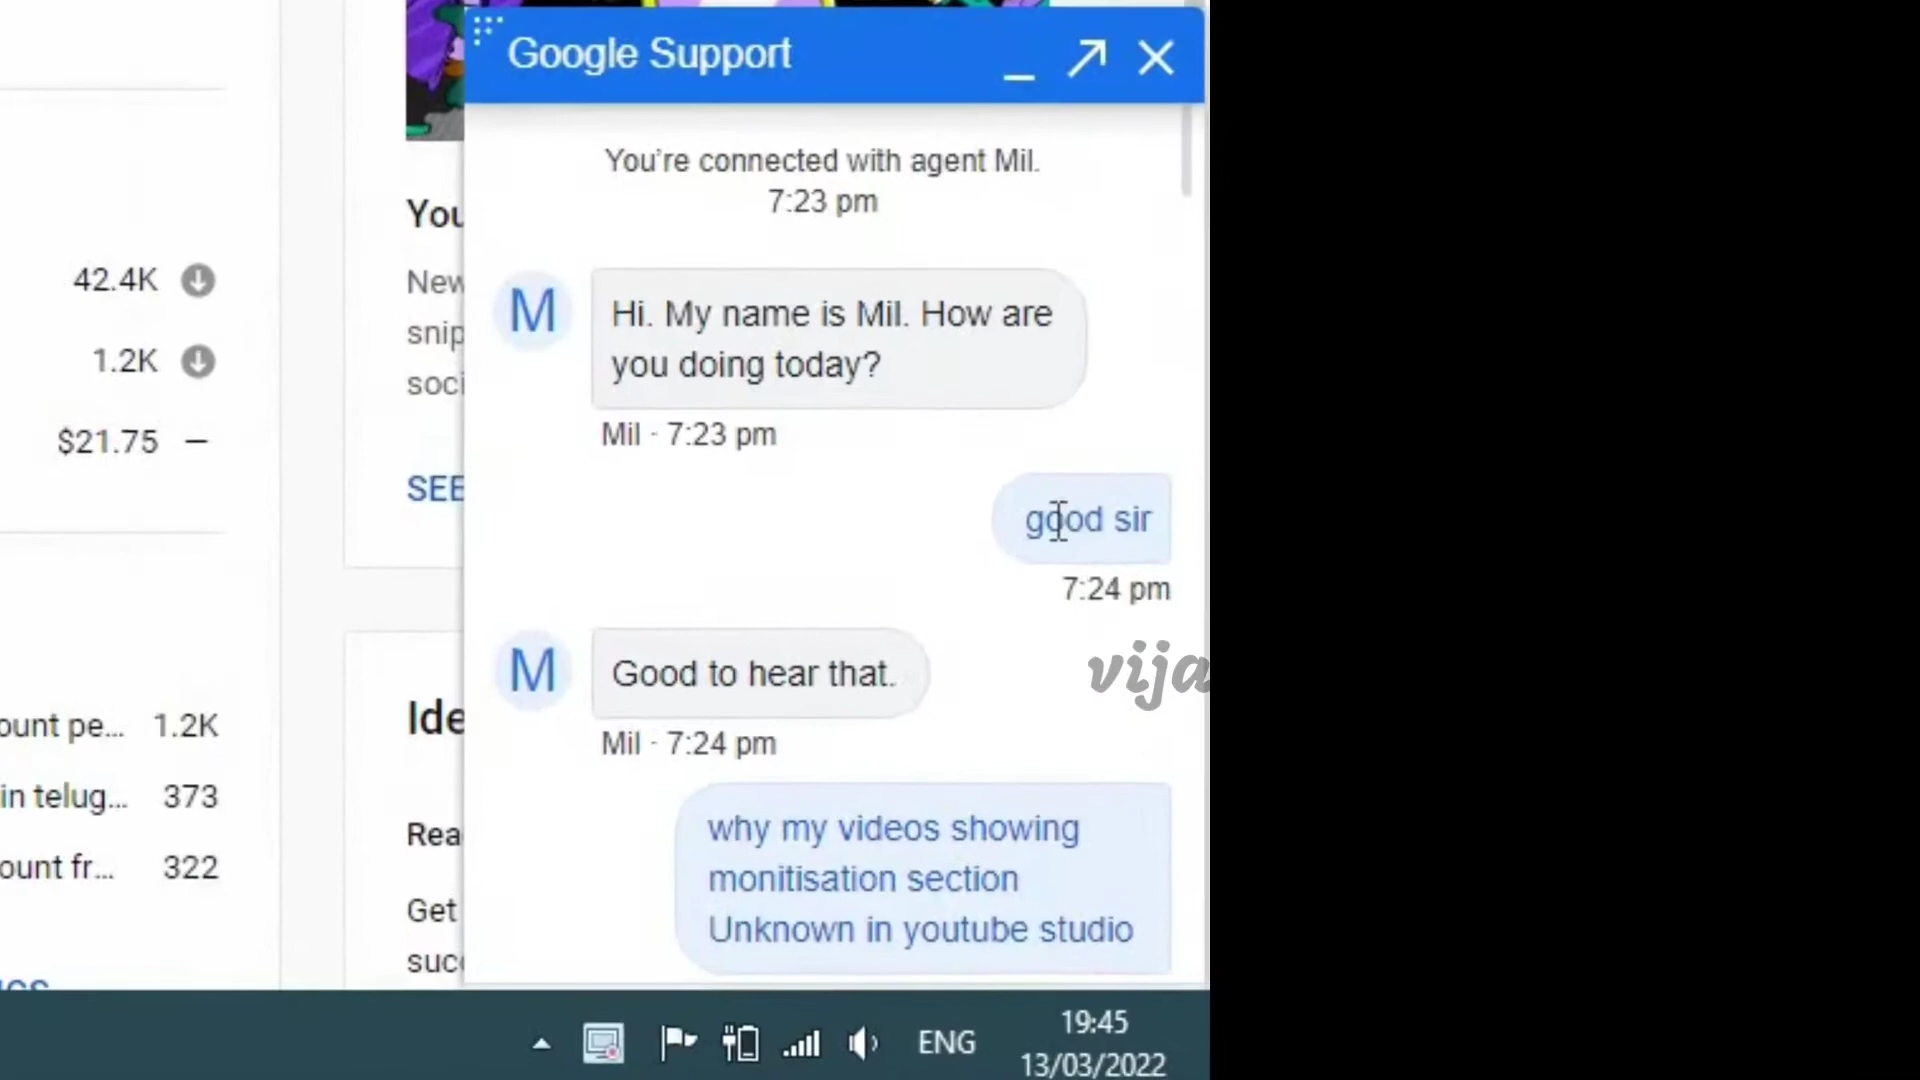 Google Support
You're connected with agent Mil.
7:23 pm
You
42.4K
New
M
Hi. My name is Mil. How are
you doing today?
snip
1.2K
soci
Mil · 7:23 pm
$21.75 –
SEE
good sir
7:24 pm
M
Good to hear that.
vija
Ide
ount pe... 1.2K
Mil · 7:24 pm
in telug... 373
why my videos showing
monitisation section
Unknown in youtube studio
Rea
ount fr... 322
Get
succ
ENG
19:45
13/03/2022